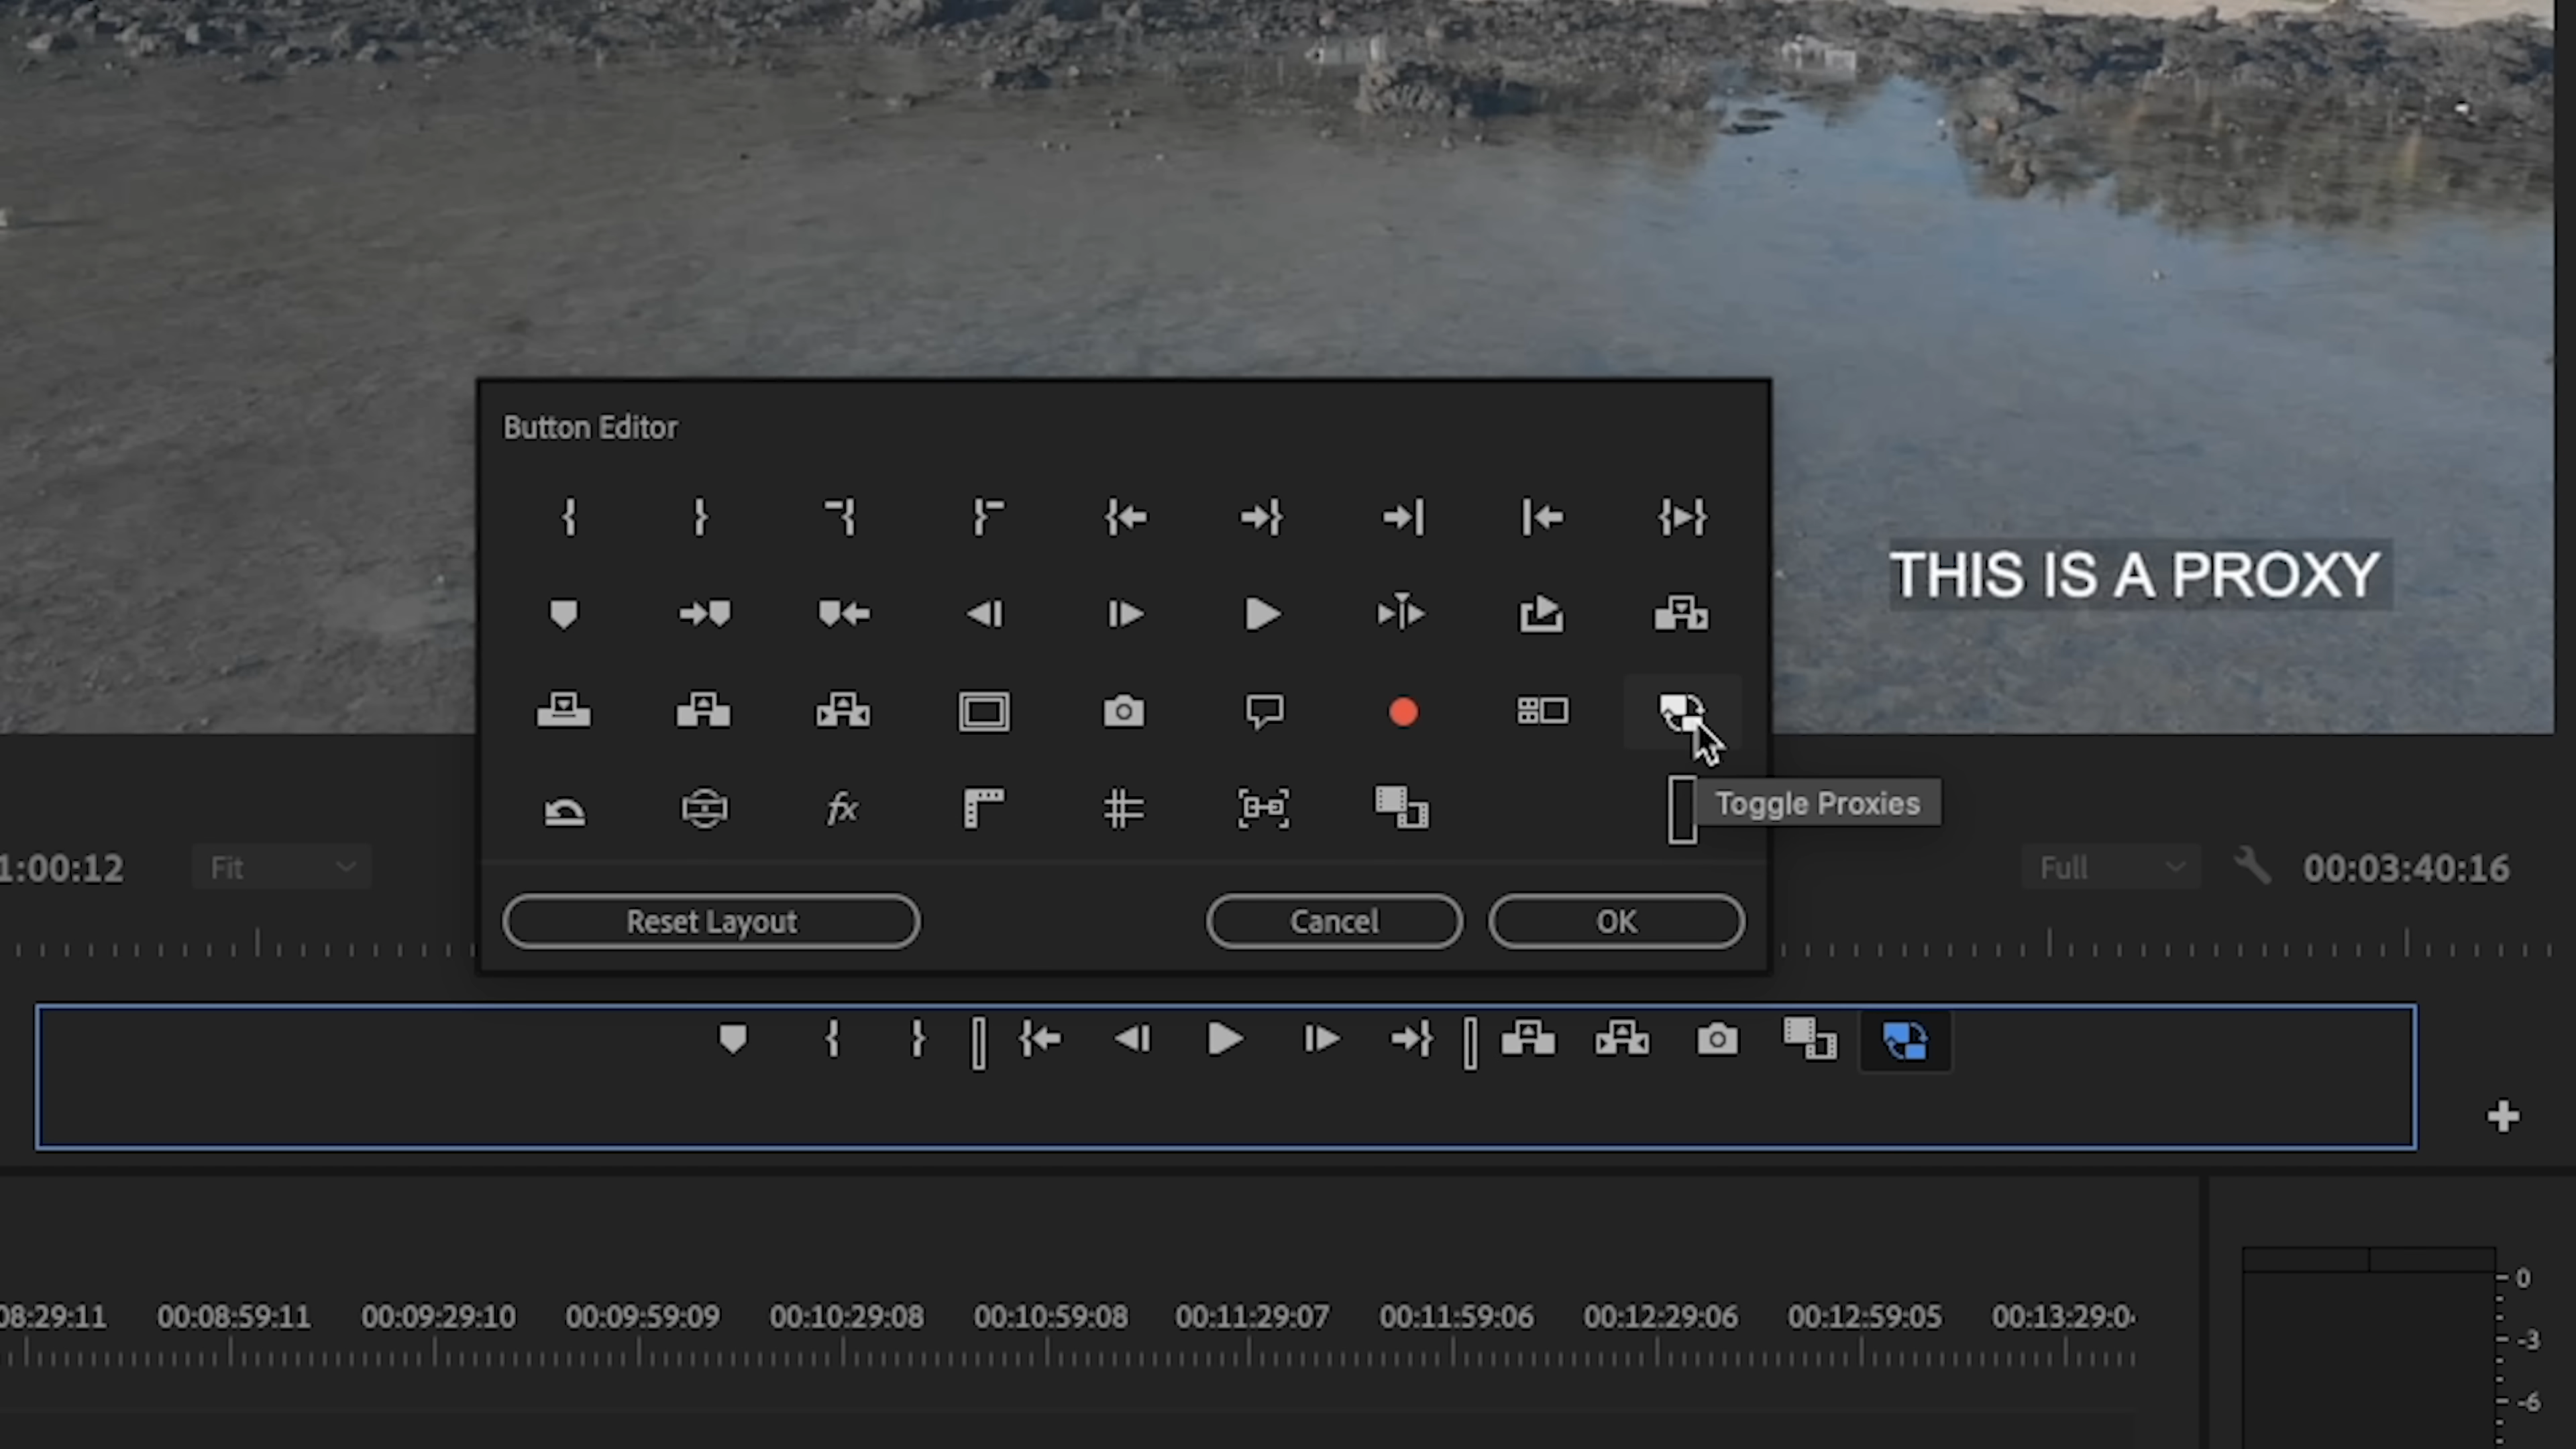 Button Editor
THIS IS A PROXY
fx
Toggle Proxies
1:00:12
Fit
Full
00:03:40:16
Reset Layout
Cancel
OK
08:29:11 00:08:59:11 00:09:29:10 00:09:59:09 00:10:29:08 00:10:59:08 00:11:29:07 00:11:59:06 00:12:29:06 00:12:59:05 00:13:29:0
0
-3
-6